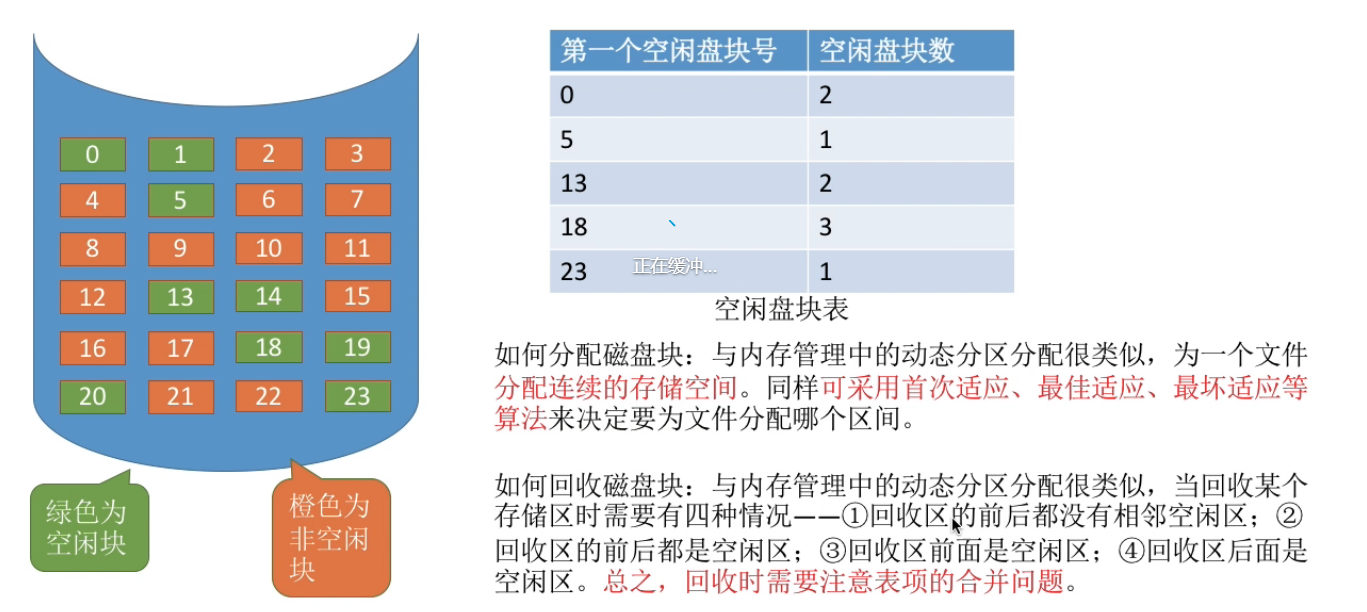 0 1 2 3
4 5 6 7
8 9 10 11
12 13 14 15
16 17 18 19
20 21 22 23
绿色为
空闲块
橙色为
非空闲
块
第一个空闲盘块号 空闲盘块数
0 2
5 1
13 2
18 3
23 1
正在缓冲...
空闲盘块表
如何分配磁盘块：与内存管理中的动态分区分配很类似，为一个文件
分配连续的存储空间。同样可采用首次适应、最佳适应、最坏适应等
算法来决定要为文件分配哪个区间。
如何回收磁盘块：与内存管理中的动态分区分配很类似，当回收某个
存储区时需要有四种情况——①回收区的前后都没有相邻空闲区；②
回收区的前后都是空闲区；③回收区前面是空闲区；④回收区后面是
空闲区。总之，回收时需要注意表项的合并问题。